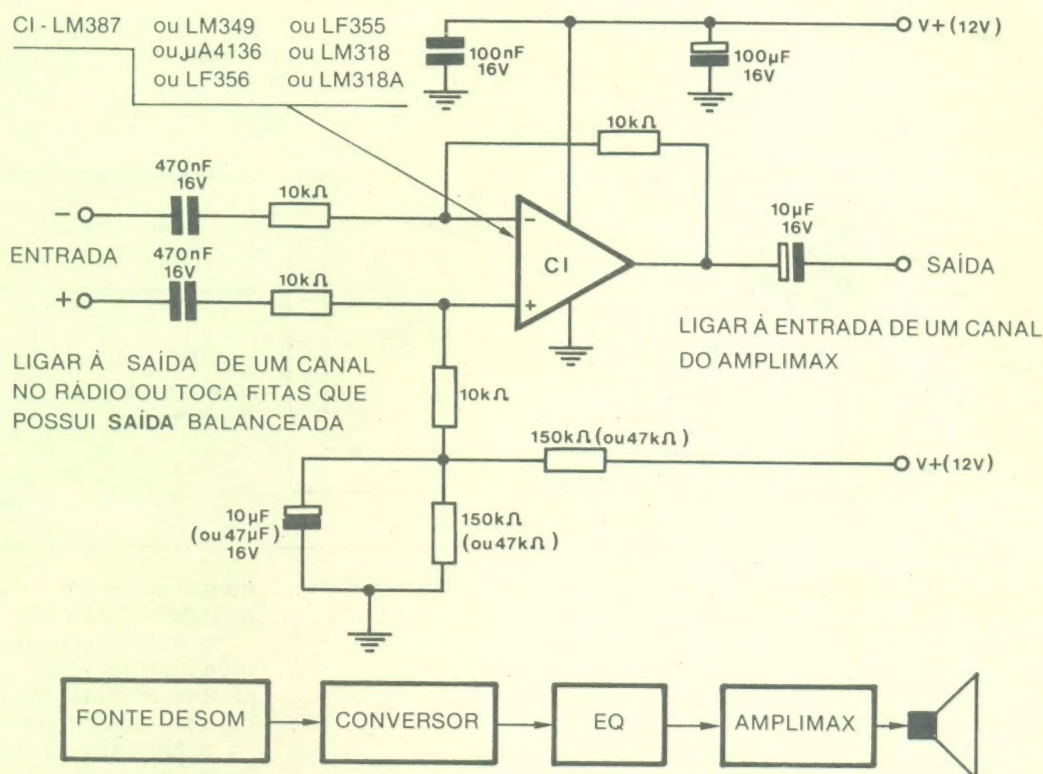 CI - LM387 ou LM349 ou LF355
ou µA4136 ou LM318
ou LF356 ou LM318A
100nF
16V
100µF
16V
V+(12V)
10kΩ
470nF
16V
10kΩ
−
ENTRADA
470nF
16V
10kΩ
+
−
+
CI
10µF
16V
SAÍDA
LIGAR À ENTRADA DE UM CANAL
DO AMPLIMAX
LIGAR À SAÍDA DE UM CANAL
NO RÁDIO OU TOCA FITAS QUE
POSSUI SAÍDA BALANCEADA
10kΩ
150kΩ (ou 47kΩ)
V+(12V)
10µF
(ou 47µF)
16V
150kΩ
(ou 47kΩ)
FONTE DE SOM
CONVERSOR
EQ
AMPLIMAX